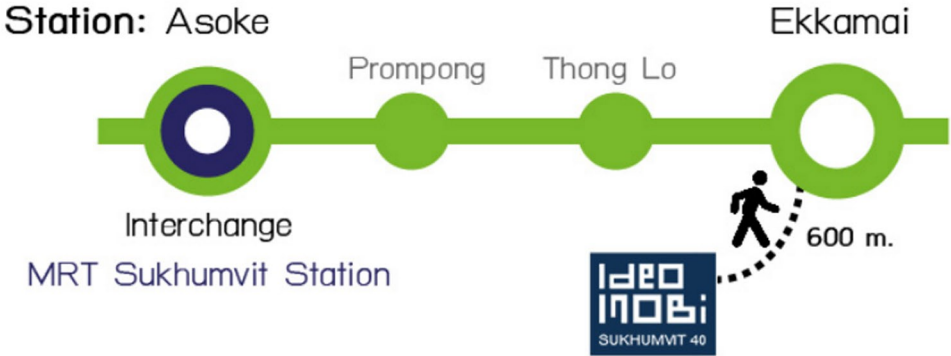 Station: Asoke
Ekkamai
Prompong
Thong Lo
Interchange
MRT Sukhumvit Station
600 m.
Ideo
MOBi
SUKHUMVIT 40